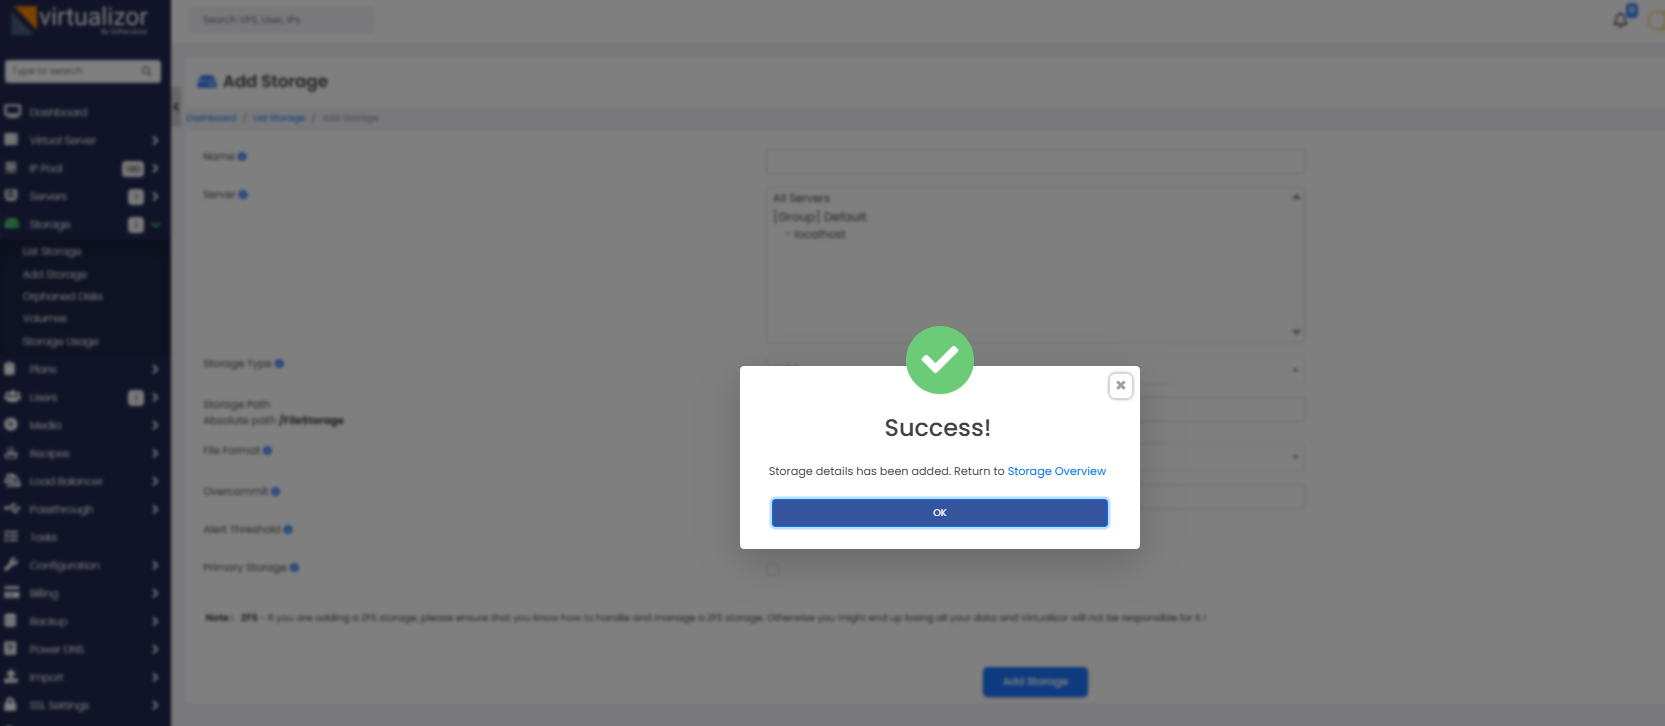 virtualizor
By Softaculous
Search VPS, User, IPs
Type to search
Add Storage
Dashboard / List Storage / Add Storage
Dashboard
Virtual Server
IP Pool
Servers 1
Storage 1
List Storage
Add Storage
Orphaned Disks
Volumes
Storage Usage
Plans
Users 1
Media
Recipes
Load Balancer
Passthrough
Tasks
Configuration
Billing
Backup
Power DNS
Import
SSL Settings
Name
Server
All Servers
[Group] Default
- localhost
Storage Type
Storage Path
Absolute path /FileStorage
File Format
Overcommit
Alert Threshold
Primary Storage
Success!
Storage details has been added. Return to Storage Overview
OK
Note : ZFS - If you are adding a ZFS storage, please ensure that you know how to handle and manage a ZFS storage. Otherwise you might end up losing all your data and Virtualizor will not be responsible for it !
Add Storage